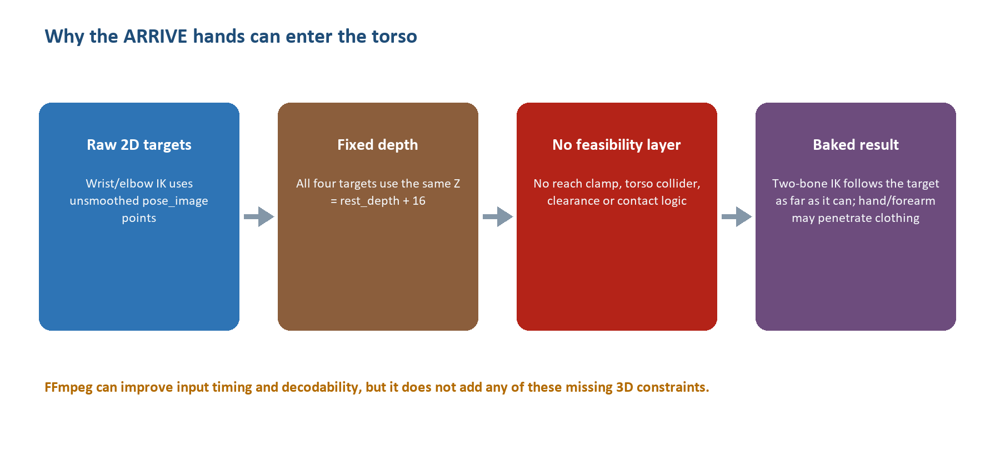 Why the ARRIVE hands can enter the torso
Raw 2D targets
Wrist/elbow IK uses
unsmoothed pose_image
points
Fixed depth
All four targets use the same Z
= rest_depth + 16
No feasibility layer
No reach clamp, torso collider,
clearance or contact logic
Baked result
Two-bone IK follows the target
as far as it can; hand/forearm
may penetrate clothing
FFmpeg can improve input timing and decodability, but it does not add any of these missing 3D constraints.